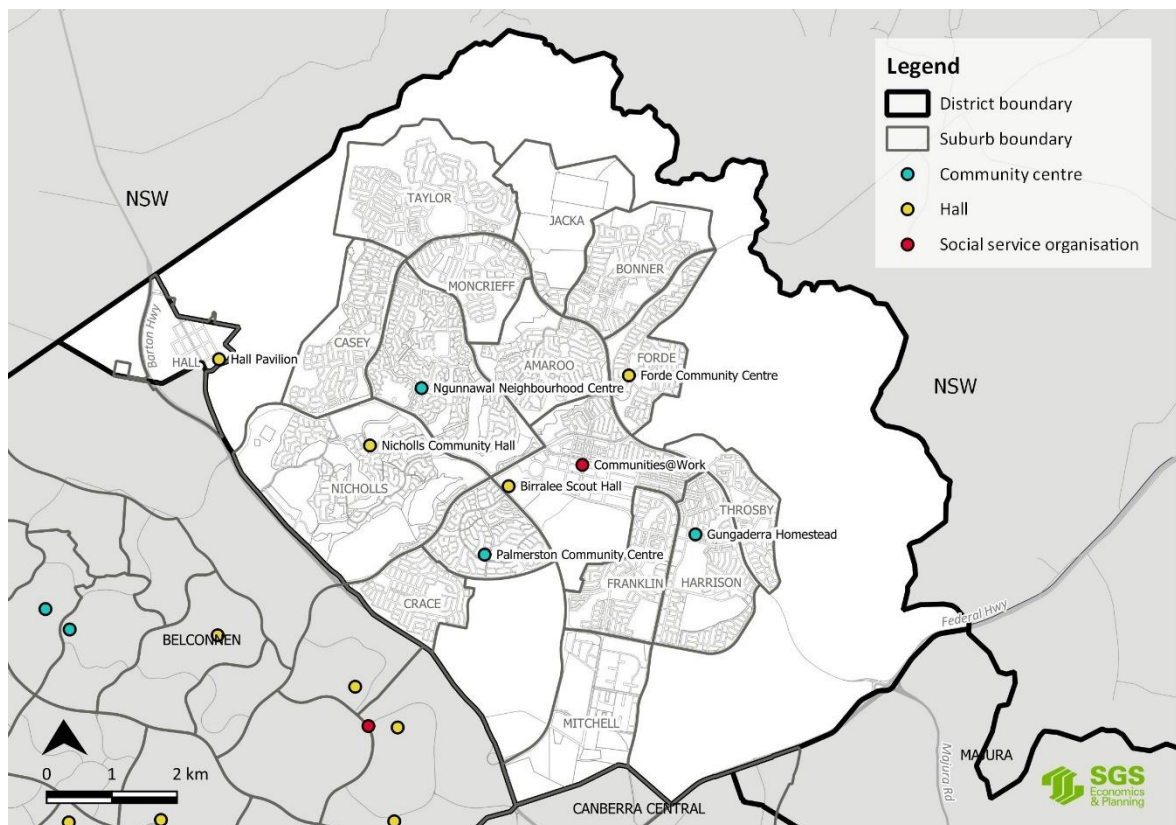 Legend
District boundary
Suburb boundary
Community centre
Hall
Social service organisation
NSW
TAYLOR
JACKA
BONNER
MONCRIEFF
Barton Hwy
HALL
Hall Pavilion
CASEY
AMAROO
FORDE
Forde Community Centre
Ngunnawal Neighbourhood Centre
NSW
Nicholls Community Hall
Communities@Work
NICHOLLS
Birralee Scout Hall
THROSBY
Gungaderra Homestead
Palmerston Community Centre
FRANKLIN
HARRISON
CRACE
Federal Hwy
BELCONNEN
MITCHELL
MAJURA
Majura Rd
0 1 2 km
CANBERRA CENTRAL
SGS
Economics
& Planning